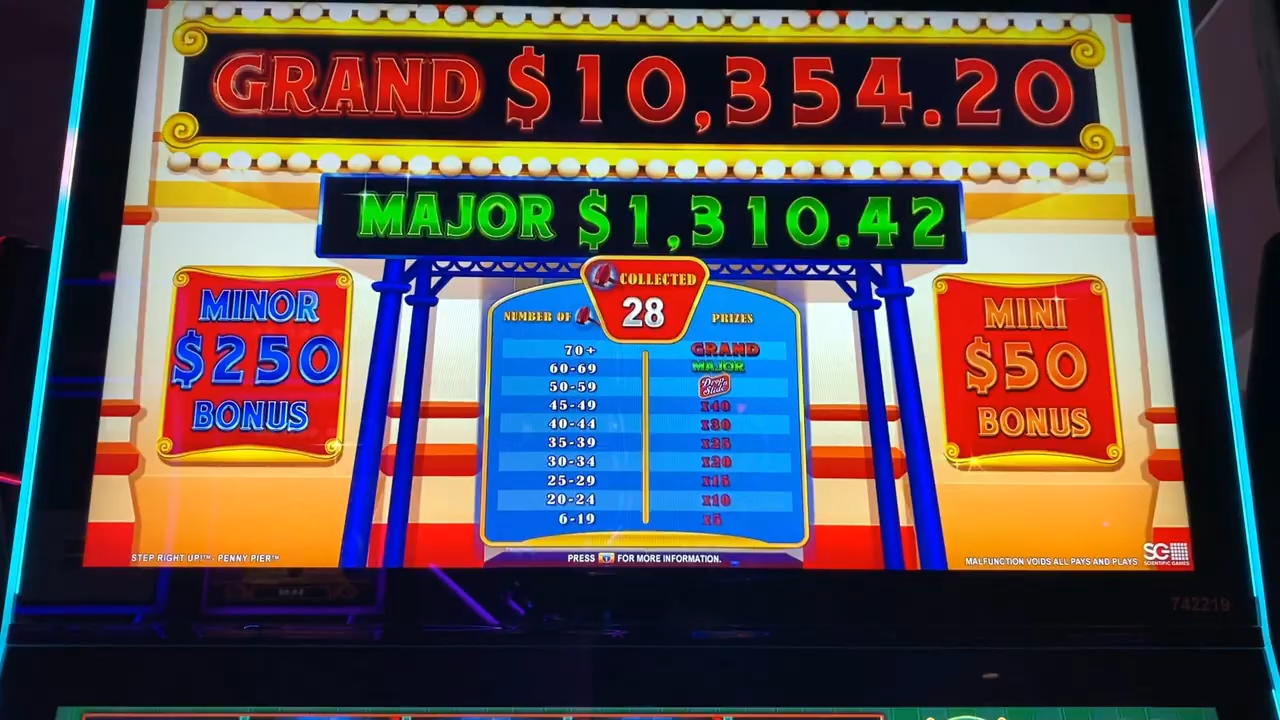 GRAND $10,354.20
MAJOR $1,310.42
MINOR
$250
BONUS
COLLECTED
28
NUMBER OF
PRIZES
70+ GRAND
60-69 MAJOR
50-59 Drop n Slide
45-49 X40
40-44 X30
35-39 X25
30-34 X20
25-29 X15
20-24 X10
6-19 X5
MINI
$50
BONUS
STEP RIGHT UP!™ - PENNY PIER™
PRESS FOR MORE INFORMATION.
MALFUNCTION VOIDS ALL PAYS AND PLAYS
SG
SCIENTIFIC GAMES
742219